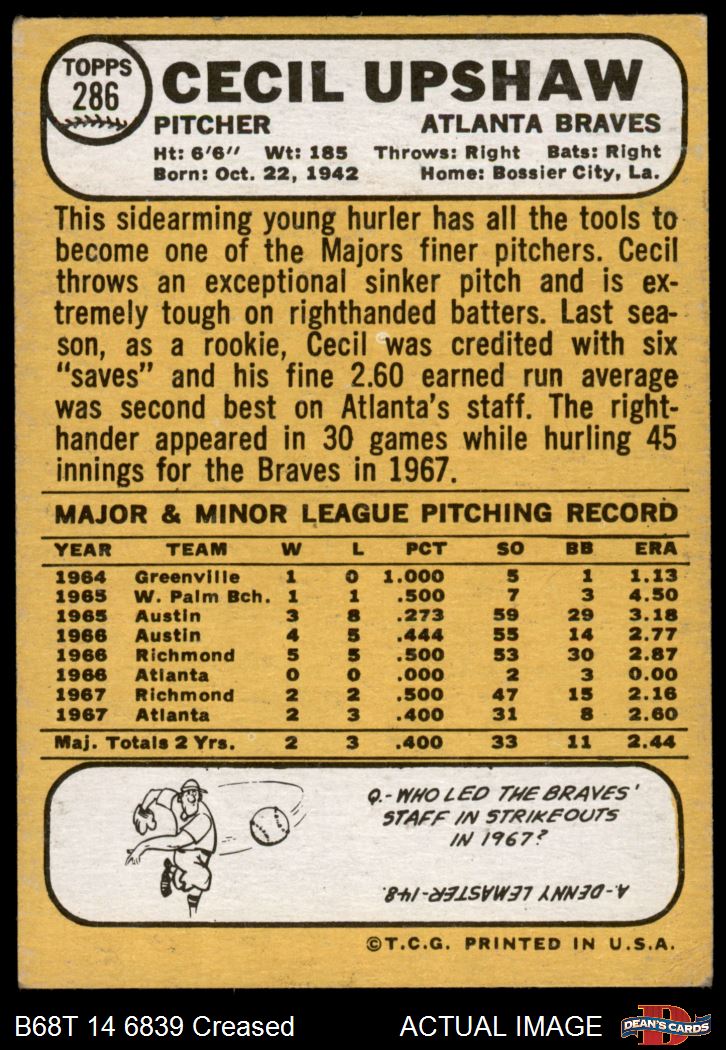 TOPPS
286
CECIL UPSHAW
PITCHER ATLANTA BRAVES
Ht: 6'6" Wt: 185 Throws: Right Bats: Right
Born: Oct. 22, 1942 Home: Bossier City, La.
This sidearming young hurler has all the tools to
become one of the Majors finer pitchers. Cecil
throws an exceptional sinker pitch and is ex-
tremely tough on righthanded batters. Last sea-
son, as a rookie, Cecil was credited with six
"saves" and his fine 2.60 earned run average
was second best on Atlanta's staff. The right-
hander appeared in 30 games while hurling 45
innings for the Braves in 1967.
MAJOR & MINOR LEAGUE PITCHING RECORD
YEAR TEAM W L PCT SO BB ERA
1964 Greenville 1 0 1.000 5 1 1.13
1965 W. Palm Bch. 1 1 .500 7 3 4.50
1965 Austin 3 8 .273 59 29 3.18
1966 Austin 4 5 .444 55 14 2.77
1966 Richmond 5 5 .500 53 30 2.87
1966 Atlanta 0 0 .000 2 3 0.00
1967 Richmond 2 2 .500 47 15 2.16
1967 Atlanta 2 3 .400 31 8 2.60
Maj. Totals 2 Yrs. 2 3 .400 33 11 2.44
Q.-WHO LED THE BRAVES'
STAFF IN STRIKEOUTS
IN 1967?
A-DENNY LEMASTER-148.
©T.C.G. PRINTED IN U.S.A.
B68T 14 6839 Creased ACTUAL IMAGE
DEAN'S CARDS